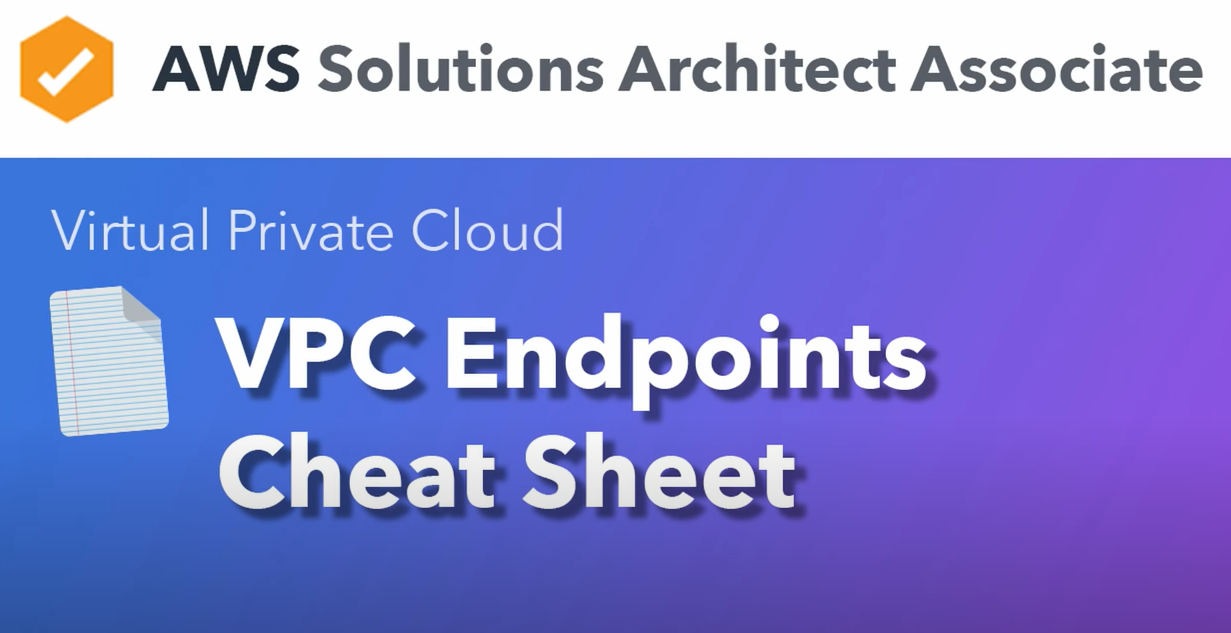 AWS Solutions Architect Associate
Virtual Private Cloud
VPC Endpoints
Cheat Sheet